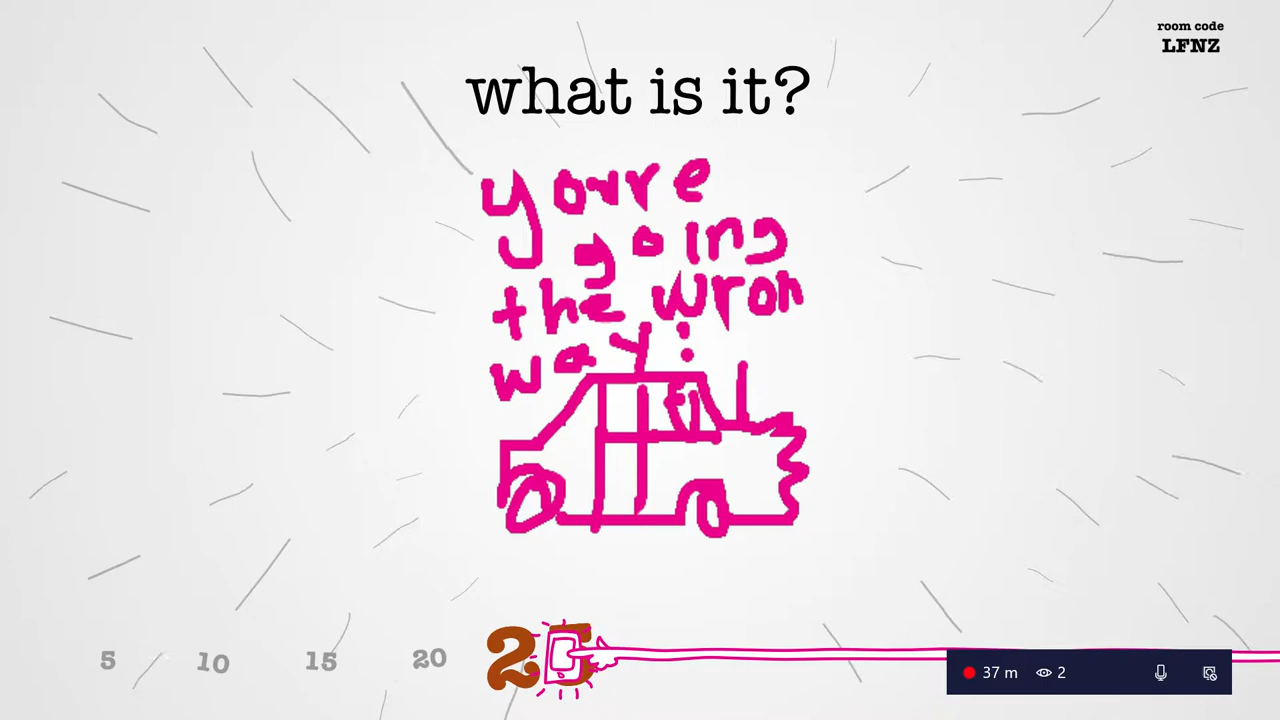 room code
LFNZ
what is it?
youre
going
the wron
way!
5 10 15 20 25
37 m 2